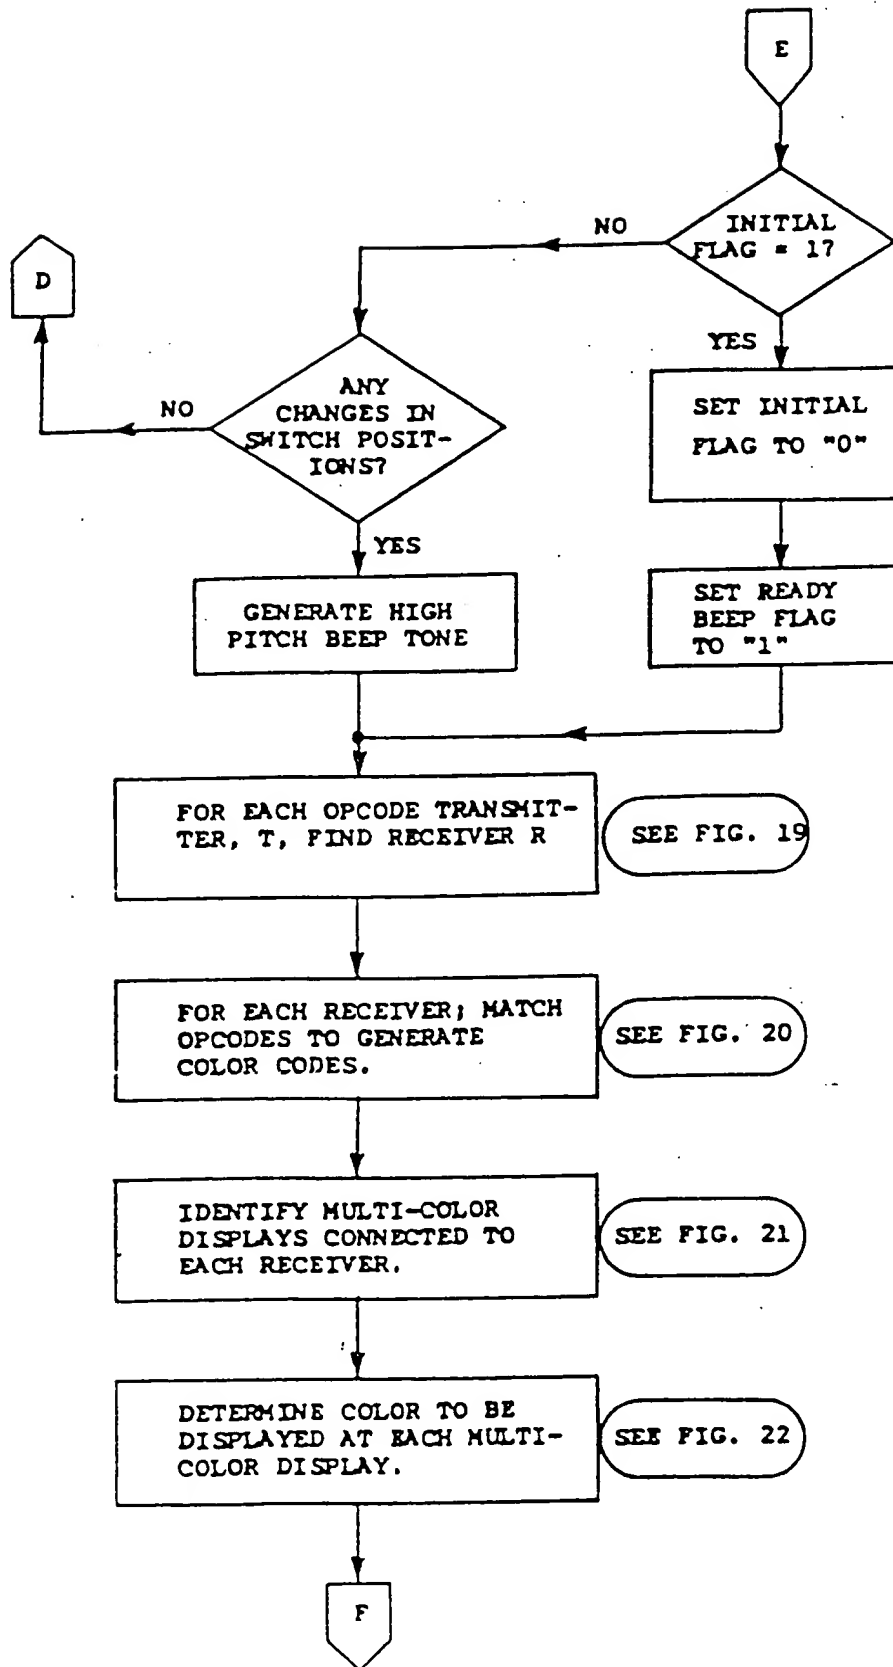 E
INITIAL
FLAG = 1?
NO
YES
D
ANY
CHANGES IN
SWITCH POSIT-
IONS?
NO
YES
SET INITIAL
FLAG TO "0"
SET READY
BEEP FLAG
TO "1"
GENERATE HIGH
PITCH BEEP TONE
FOR EACH OPCODE TRANSMIT-
TER, T, FIND RECEIVER R
SEE FIG. 19
FOR EACH RECEIVER; MATCH
OPCODES TO GENERATE
COLOR CODES.
SEE FIG. 20
IDENTIFY MULTI-COLOR
DISPLAYS CONNECTED TO
EACH RECEIVER.
SEE FIG. 21
DETERMINE COLOR TO BE
DISPLAYED AT EACH MULTI-
COLOR DISPLAY.
SEE FIG. 22
F